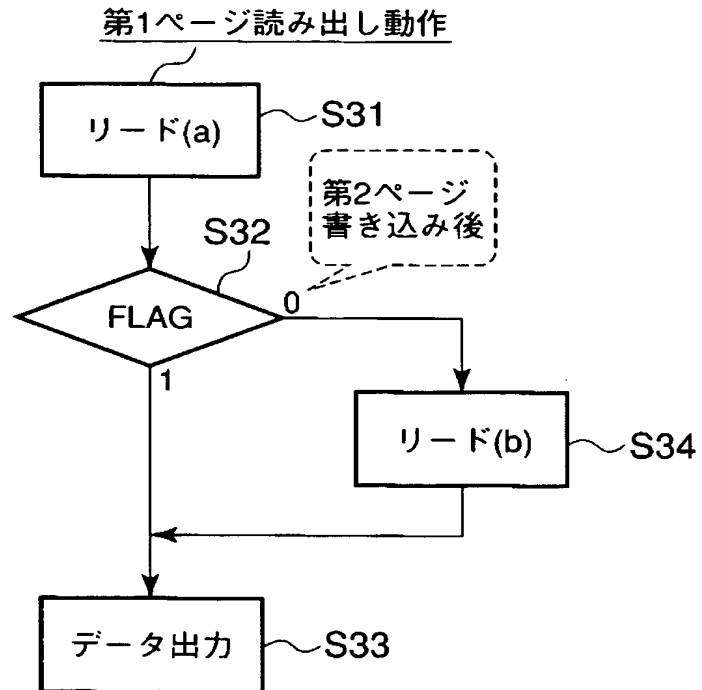 第1ページ読み出し動作
リード(a)
S31
第2ページ
書き込み後
S32
FLAG
0
1
リード(b)
S34
データ出力
S33